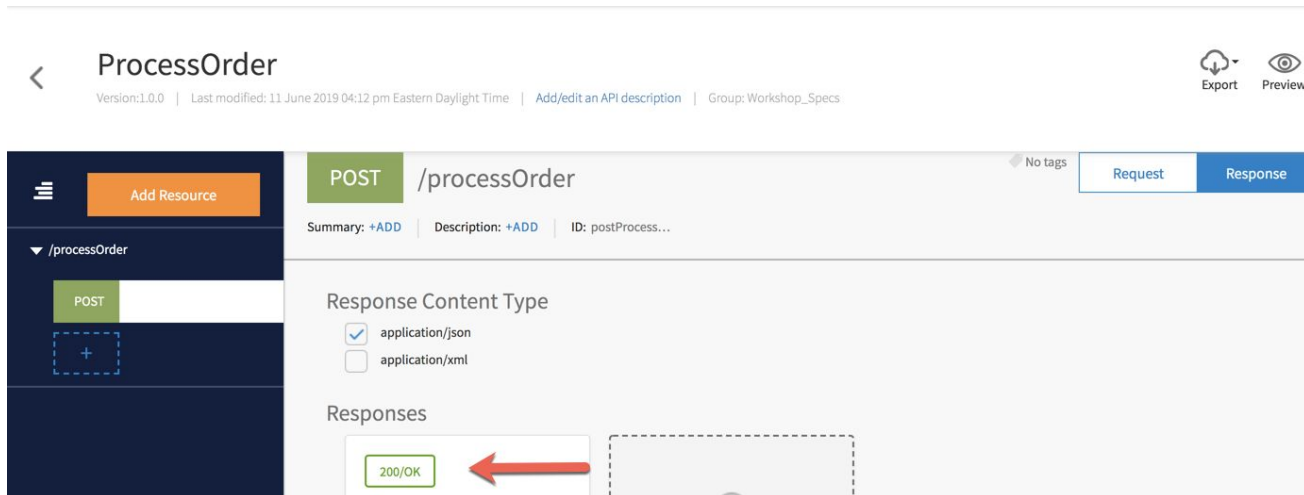 ProcessOrder
Version:1.0.0 | Last modified: 11 June 2019 04:12 pm Eastern Daylight Time | Add/edit an API description | Group: Workshop_Specs
Export
Preview
Add Resource
/processOrder
POST
+
POST /processOrder
No tags
Request
Response
Summary: +ADD | Description: +ADD | ID: postProcess...
Response Content Type
application/json
application/xml
Responses
200/OK